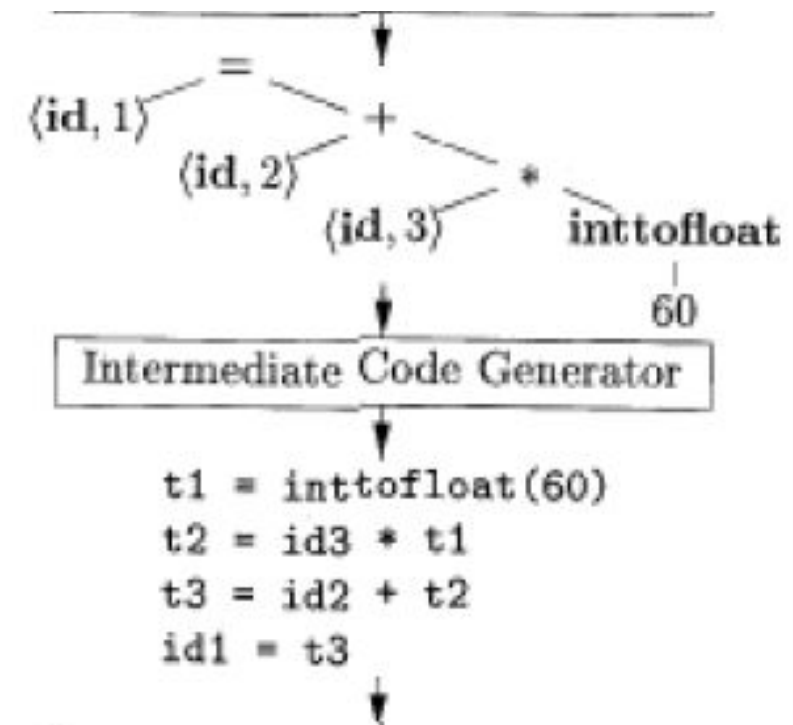 =
⟨id, 1⟩ +
⟨id, 2⟩ *
⟨id, 3⟩ inttofloat
60
Intermediate Code Generator
t1 = inttofloat(60)
t2 = id3 * t1
t3 = id2 + t2
id1 = t3